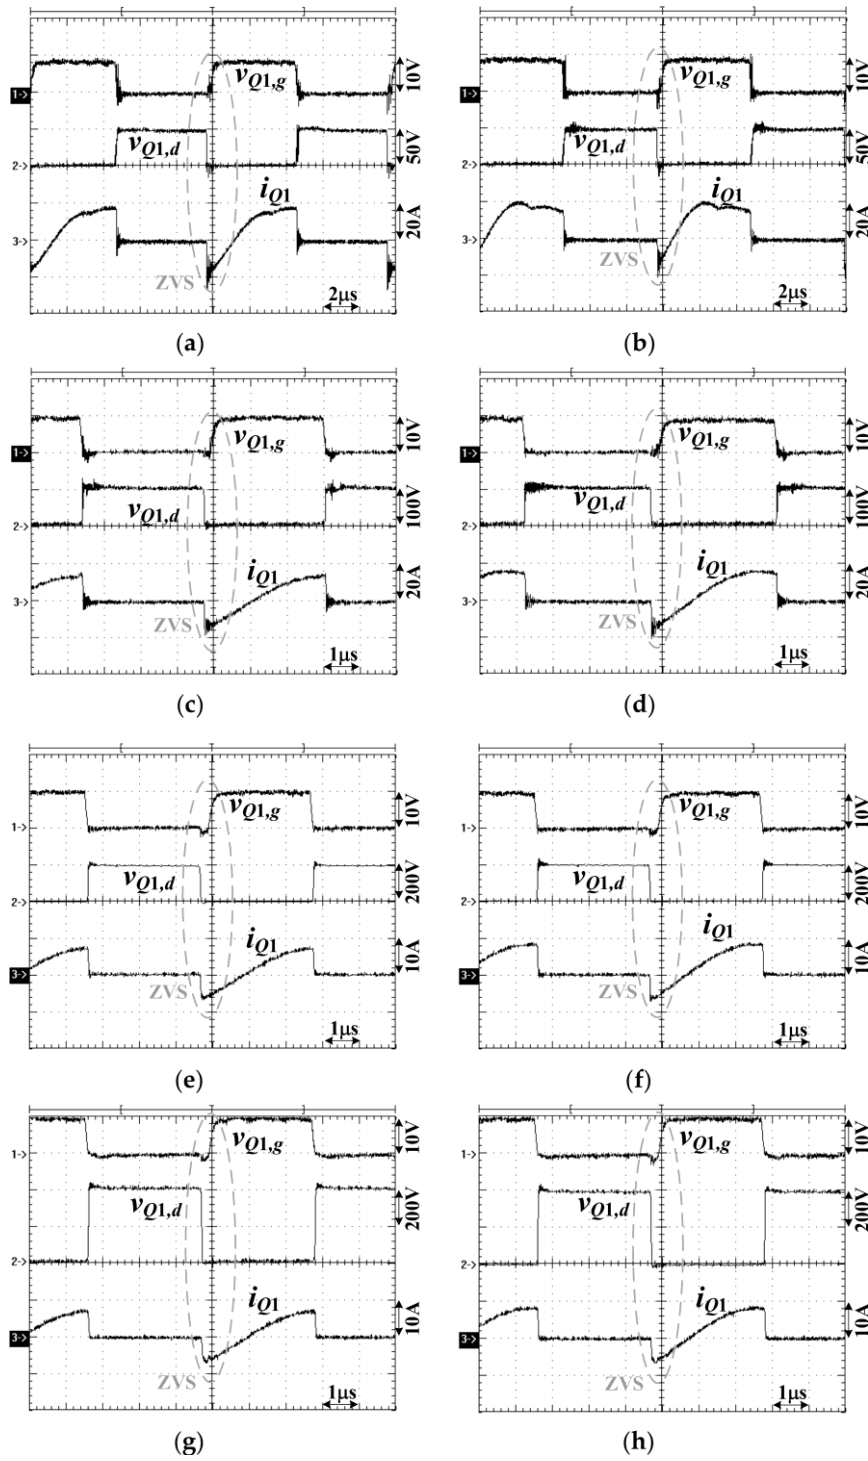 v_{Q1,g} 10V v_{Q1,g} 10V
1-> 1->
v_{Q1,d} 50V v_{Q1,d} 50V
2-> 2->
i_{Q1} 20A i_{Q1} 20A
3-> 3->
ZVS 2μs ZVS 2μs
(a) (b)
v_{Q1,g} 10V v_{Q1,g} 10V
1-> 1->
v_{Q1,d} 100V v_{Q1,d} 100V
2-> 2->
i_{Q1} 20A i_{Q1} 20A
3-> 3->
ZVS 1μs ZVS 1μs
(c) (d)
v_{Q1,g} 10V v_{Q1,g} 10V
1-> 1->
v_{Q1,d} 200V v_{Q1,d} 200V
2-> 2->
i_{Q1} 10A i_{Q1} 10A
3-> 3->
ZVS 1μs ZVS 1μs
(e) (f)
v_{Q1,g} 10V v_{Q1,g} 10V
1-> 1->
v_{Q1,d} 200V v_{Q1,d} 200V
2-> 2->
i_{Q1} 10A i_{Q1} 10A
3-> 3->
ZVS 1μs ZVS 1μs
(g) (h)